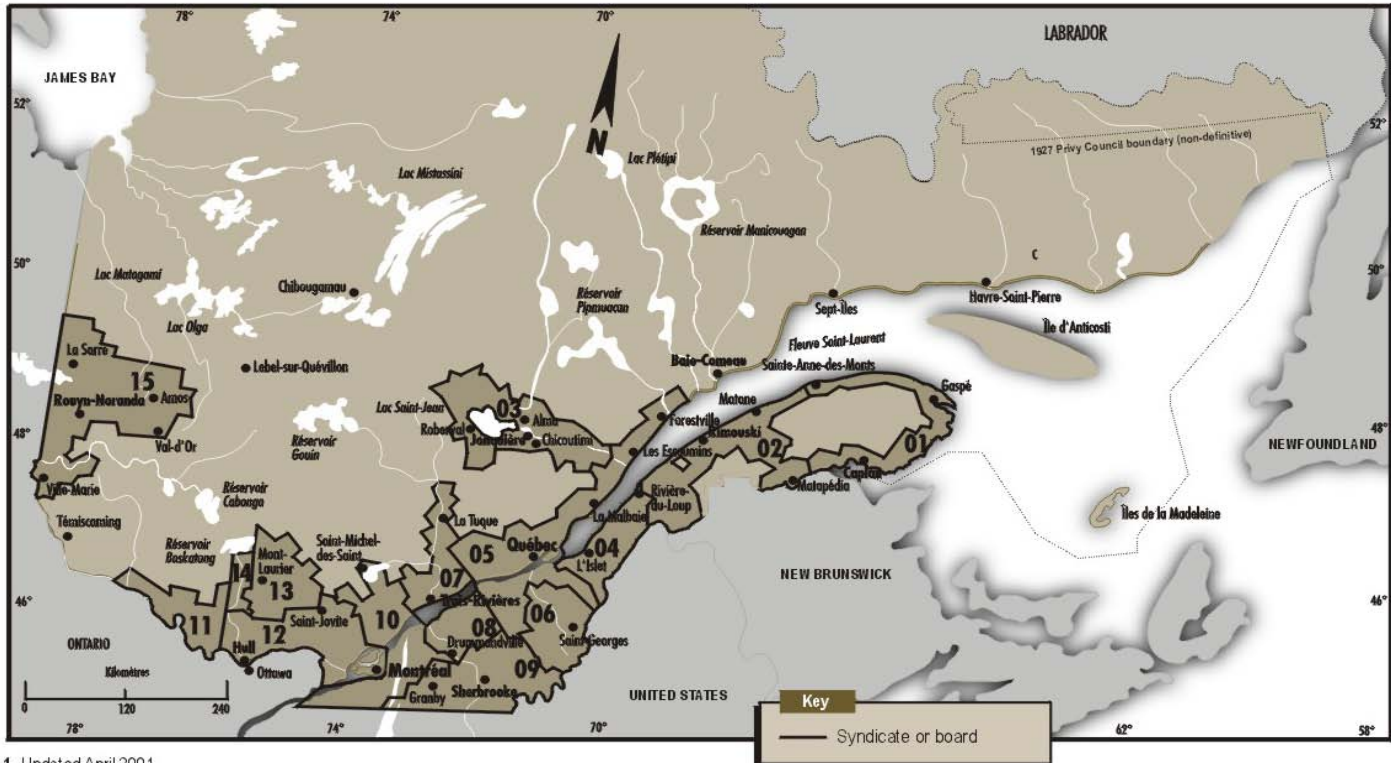 78°
74°
70°
LABRADOR
JAMES BAY
52°
52°
N
Lac Plétipi
1927 Privy Council boundary (non-definitive)
Lac Mistassini
Réservoir Manicouagan
C
50°
50°
Lac Matagami
Chibougamau
Réservoir
Pipmuacan
Havre-Saint-Pierre
Sept-Îles
Lac Olga
Île d'Anticosti
Fleuve Saint-Laurent
La Sarre
Lebel-sur-Quévillon
Baie-Comeau
Sainte-Anne-des-Monts
15
Amos
Rouyn-Noranda
Lac Saint-Jean
03
Alma
Gaspé
Matane
Forestville
Roberval
Jonquière
Chicoutimi
Rimouski
48°
48°
Val-d'Or
Réservoir
Gouin
Les Escoumins
02
01
NEWFOUNDLAND
Caplan
Matapédia
Ville-Marie
Réservoir
Cabonga
Rivière-
du-Loup
La Malbaie
Îles de la Madeleine
La Tuque
Témiscaming
Réservoir
Baskatong
Saint-Michel-
des-Saint
05
Québec
04
L'Islet
Mont-
Laurier
14
13
07
NEW BRUNSWICK
46°
46°
Trois-Rivières
11
12
Saint-Jovite
10
06
08
Saint-Georges
ONTARIO
Drummondville
Hull
09
Kilomètres
Ottawa
Montréal
Sherbrooke
Granby
UNITED STATES
0
120
240
Key
Syndicate or board
78°
74°
70°
62°
58°
1 Updated April 2001